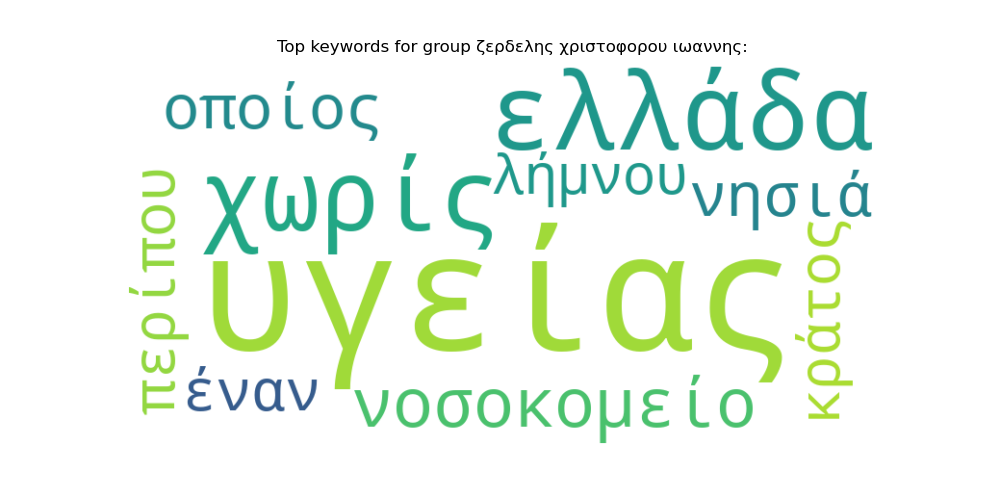 Top keywords for group ζερδελης χριστοφορου ιωαννης:
οποίος
ελλάδα
λήμνου
χωρίς
νησιά
περίπου
υγείας
κράτος
έναν
νοσοκομείο